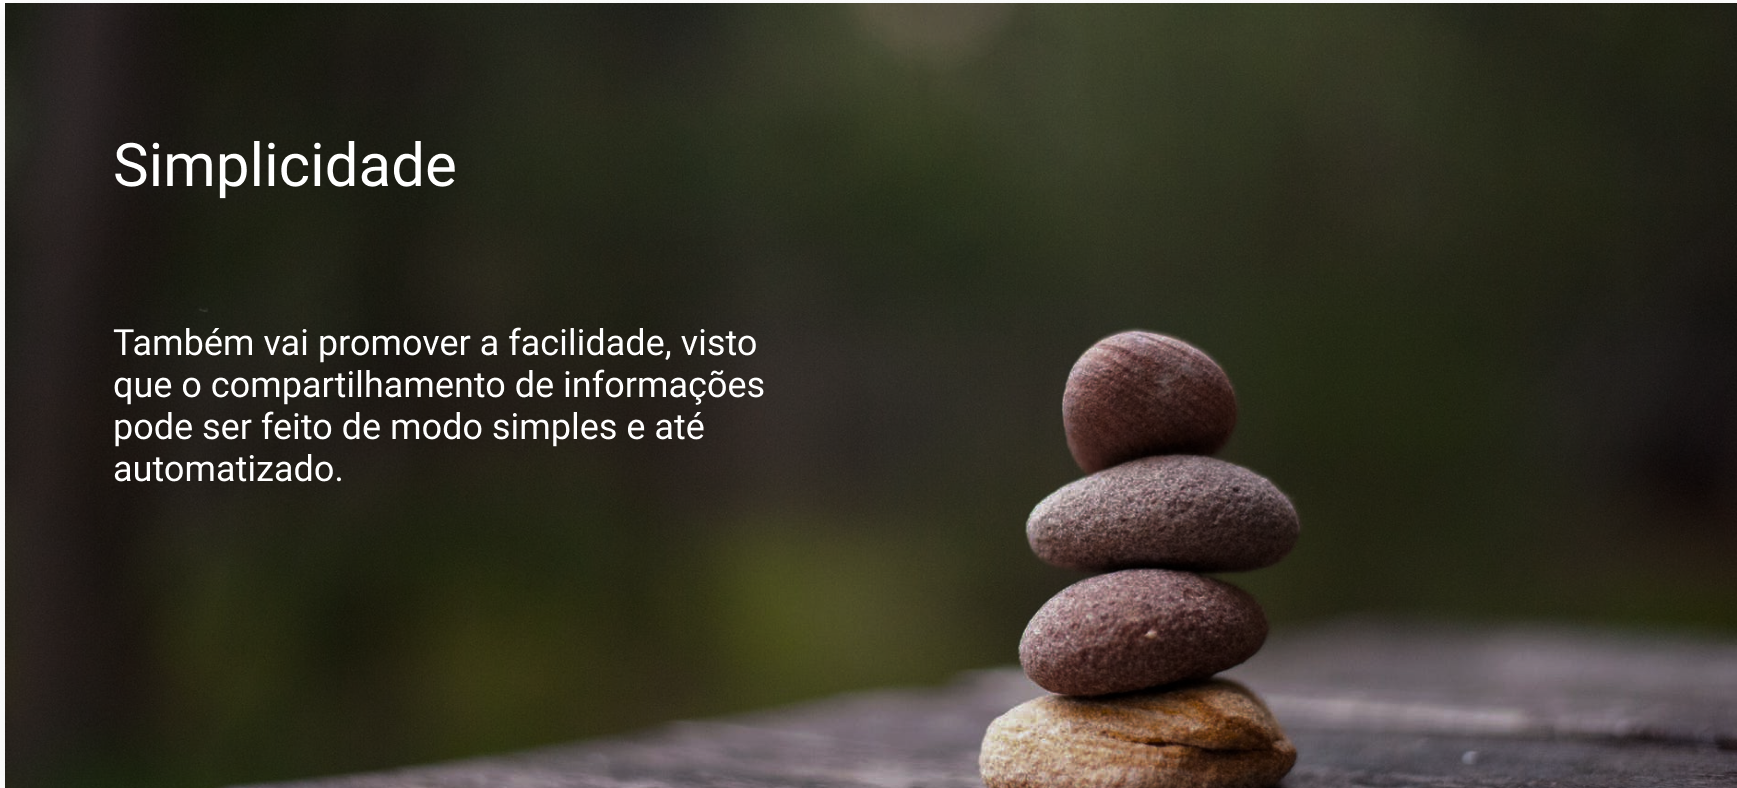 Simplicidade
Também vai promover a facilidade, visto
que o compartilhamento de informações
pode ser feito de modo simples e até
automatizado.